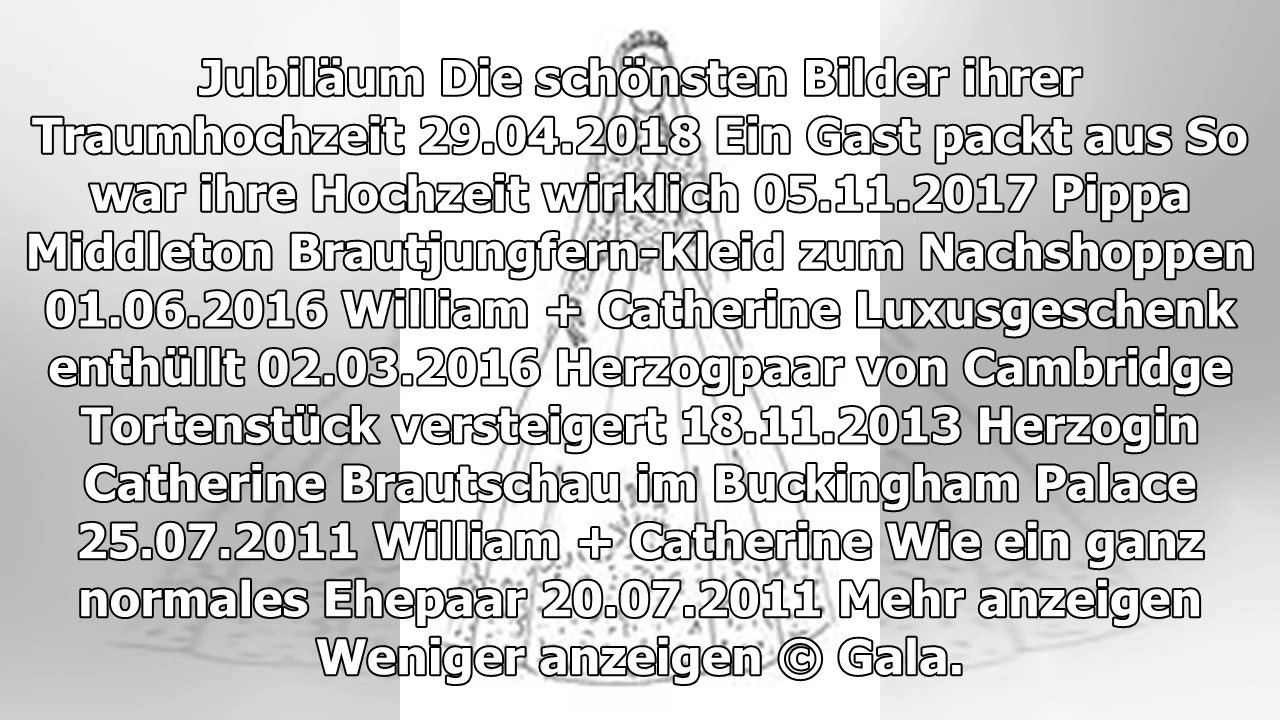 Jubiläum Die schönsten Bilder ihrer
Traumhochzeit 29.04.2018 Ein Gast packt aus So
war ihre Hochzeit wirklich 05.11.2017 Pippa
Middleton Brautjungfern-Kleid zum Nachshoppen
01.06.2016 William + Catherine Luxusgeschenk
enthüllt 02.03.2016 Herzogpaar von Cambridge
Tortenstück versteigert 18.11.2013 Herzogin
Catherine Brautschau im Buckingham Palace
25.07.2011 William + Catherine Wie ein ganz
normales Ehepaar 20.07.2011 Mehr anzeigen
Weniger anzeigen © Gala.